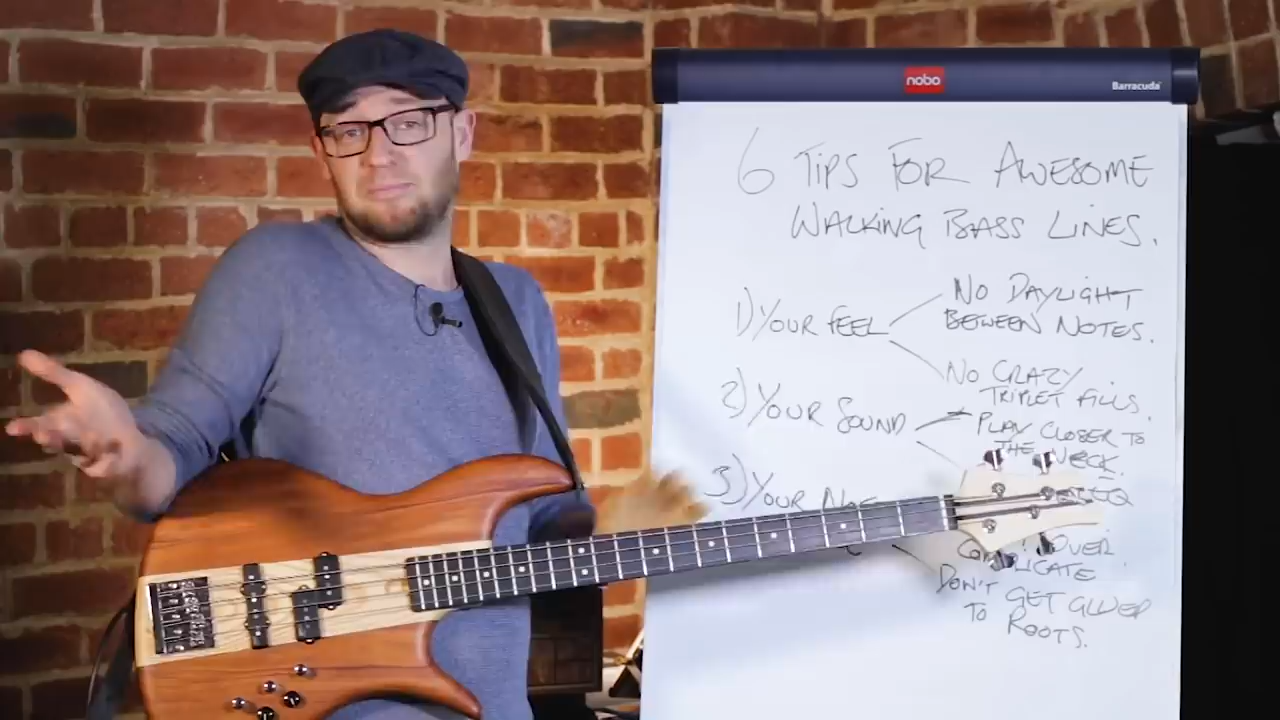 nobo
Barracuda
6 TIPS FOR AWESOME
WALKING BASS LINES.
1) YOUR FEEL
NO DAYLIGHT
BETWEEN NOTES.
NO CRAZY
TRIPLET FILLS.
2) YOUR SOUND
PLAY CLOSER TO
THE NECK.
3) YOUR
OVER
DON'T GET GLUED
TO ROOTS.